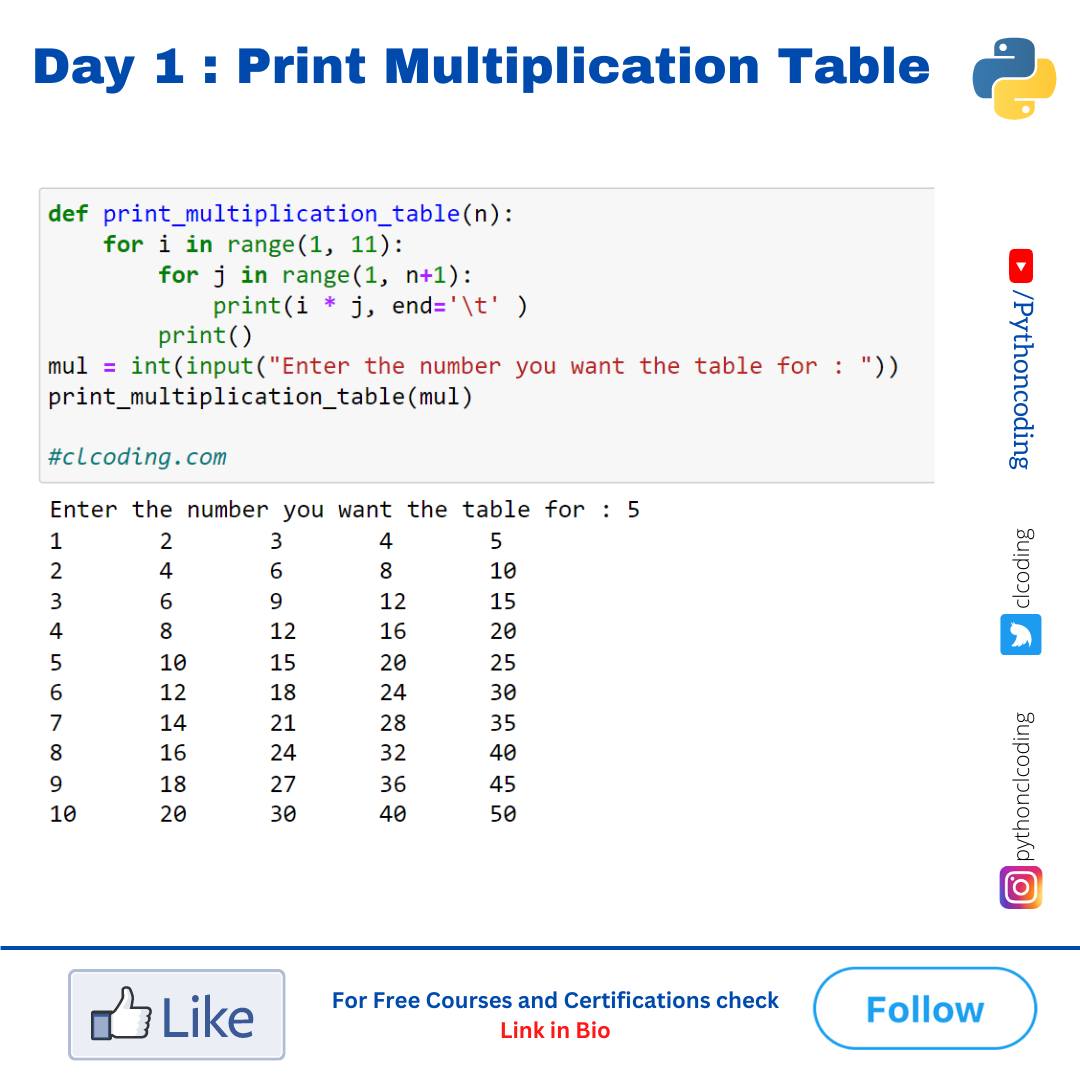 Day 1 : Print Multiplication Table
def print_multiplication_table(n):
    for i in range(1, 11):
        for j in range(1, n+1):
            print(i * j, end='\t' )
        print()
mul = int(input("Enter the number you want the table for : "))
print_multiplication_table(mul)
#clcoding.com
Enter the number you want the table for : 5
1 2 3 4 5
2 4 6 8 10
3 6 9 12 15
4 8 12 16 20
5 10 15 20 25
6 12 18 24 30
7 14 21 28 35
8 16 24 32 40
9 18 27 36 45
10 20 30 40 50
/Pythoncoding
clcoding
pythonclcoding
Like
For Free Courses and Certifications check
Link in Bio
Follow